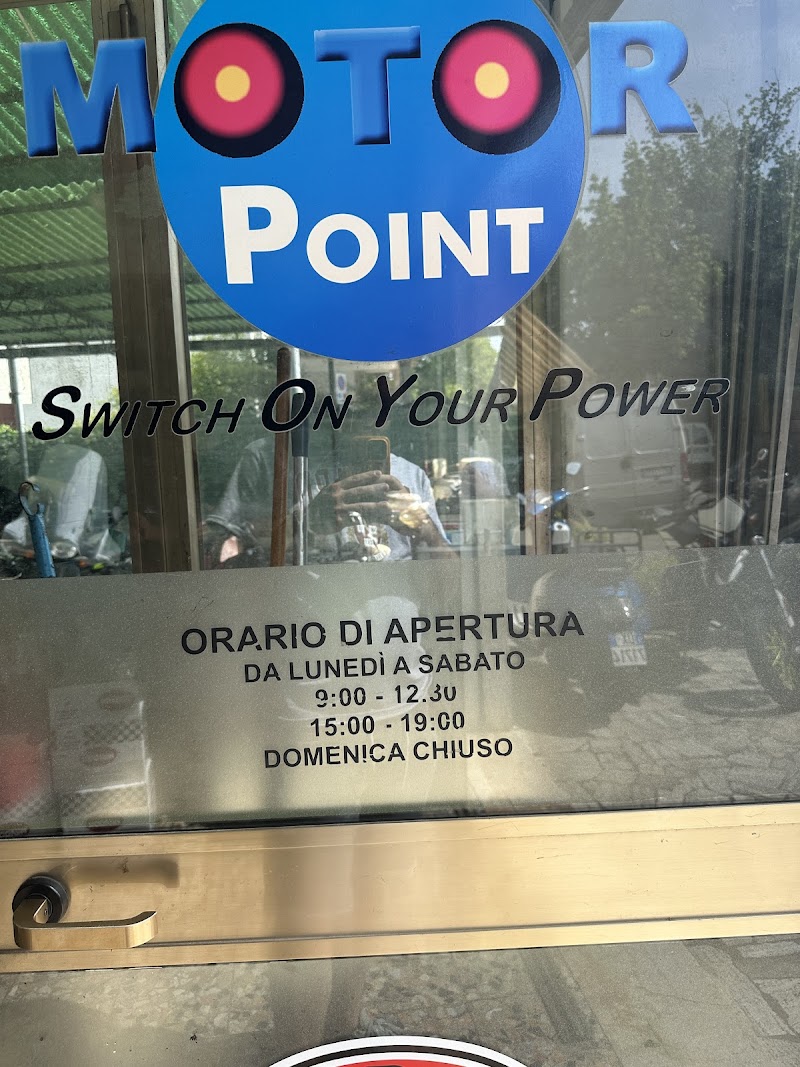 MOTOR
POINT
SWITCH ON YOUR POWER
ORARIO DI APERTURA
DA LUNEDÌ A SABATO
9:00 - 12.30
15:00 - 19:00
DOMENICA CHIUSO